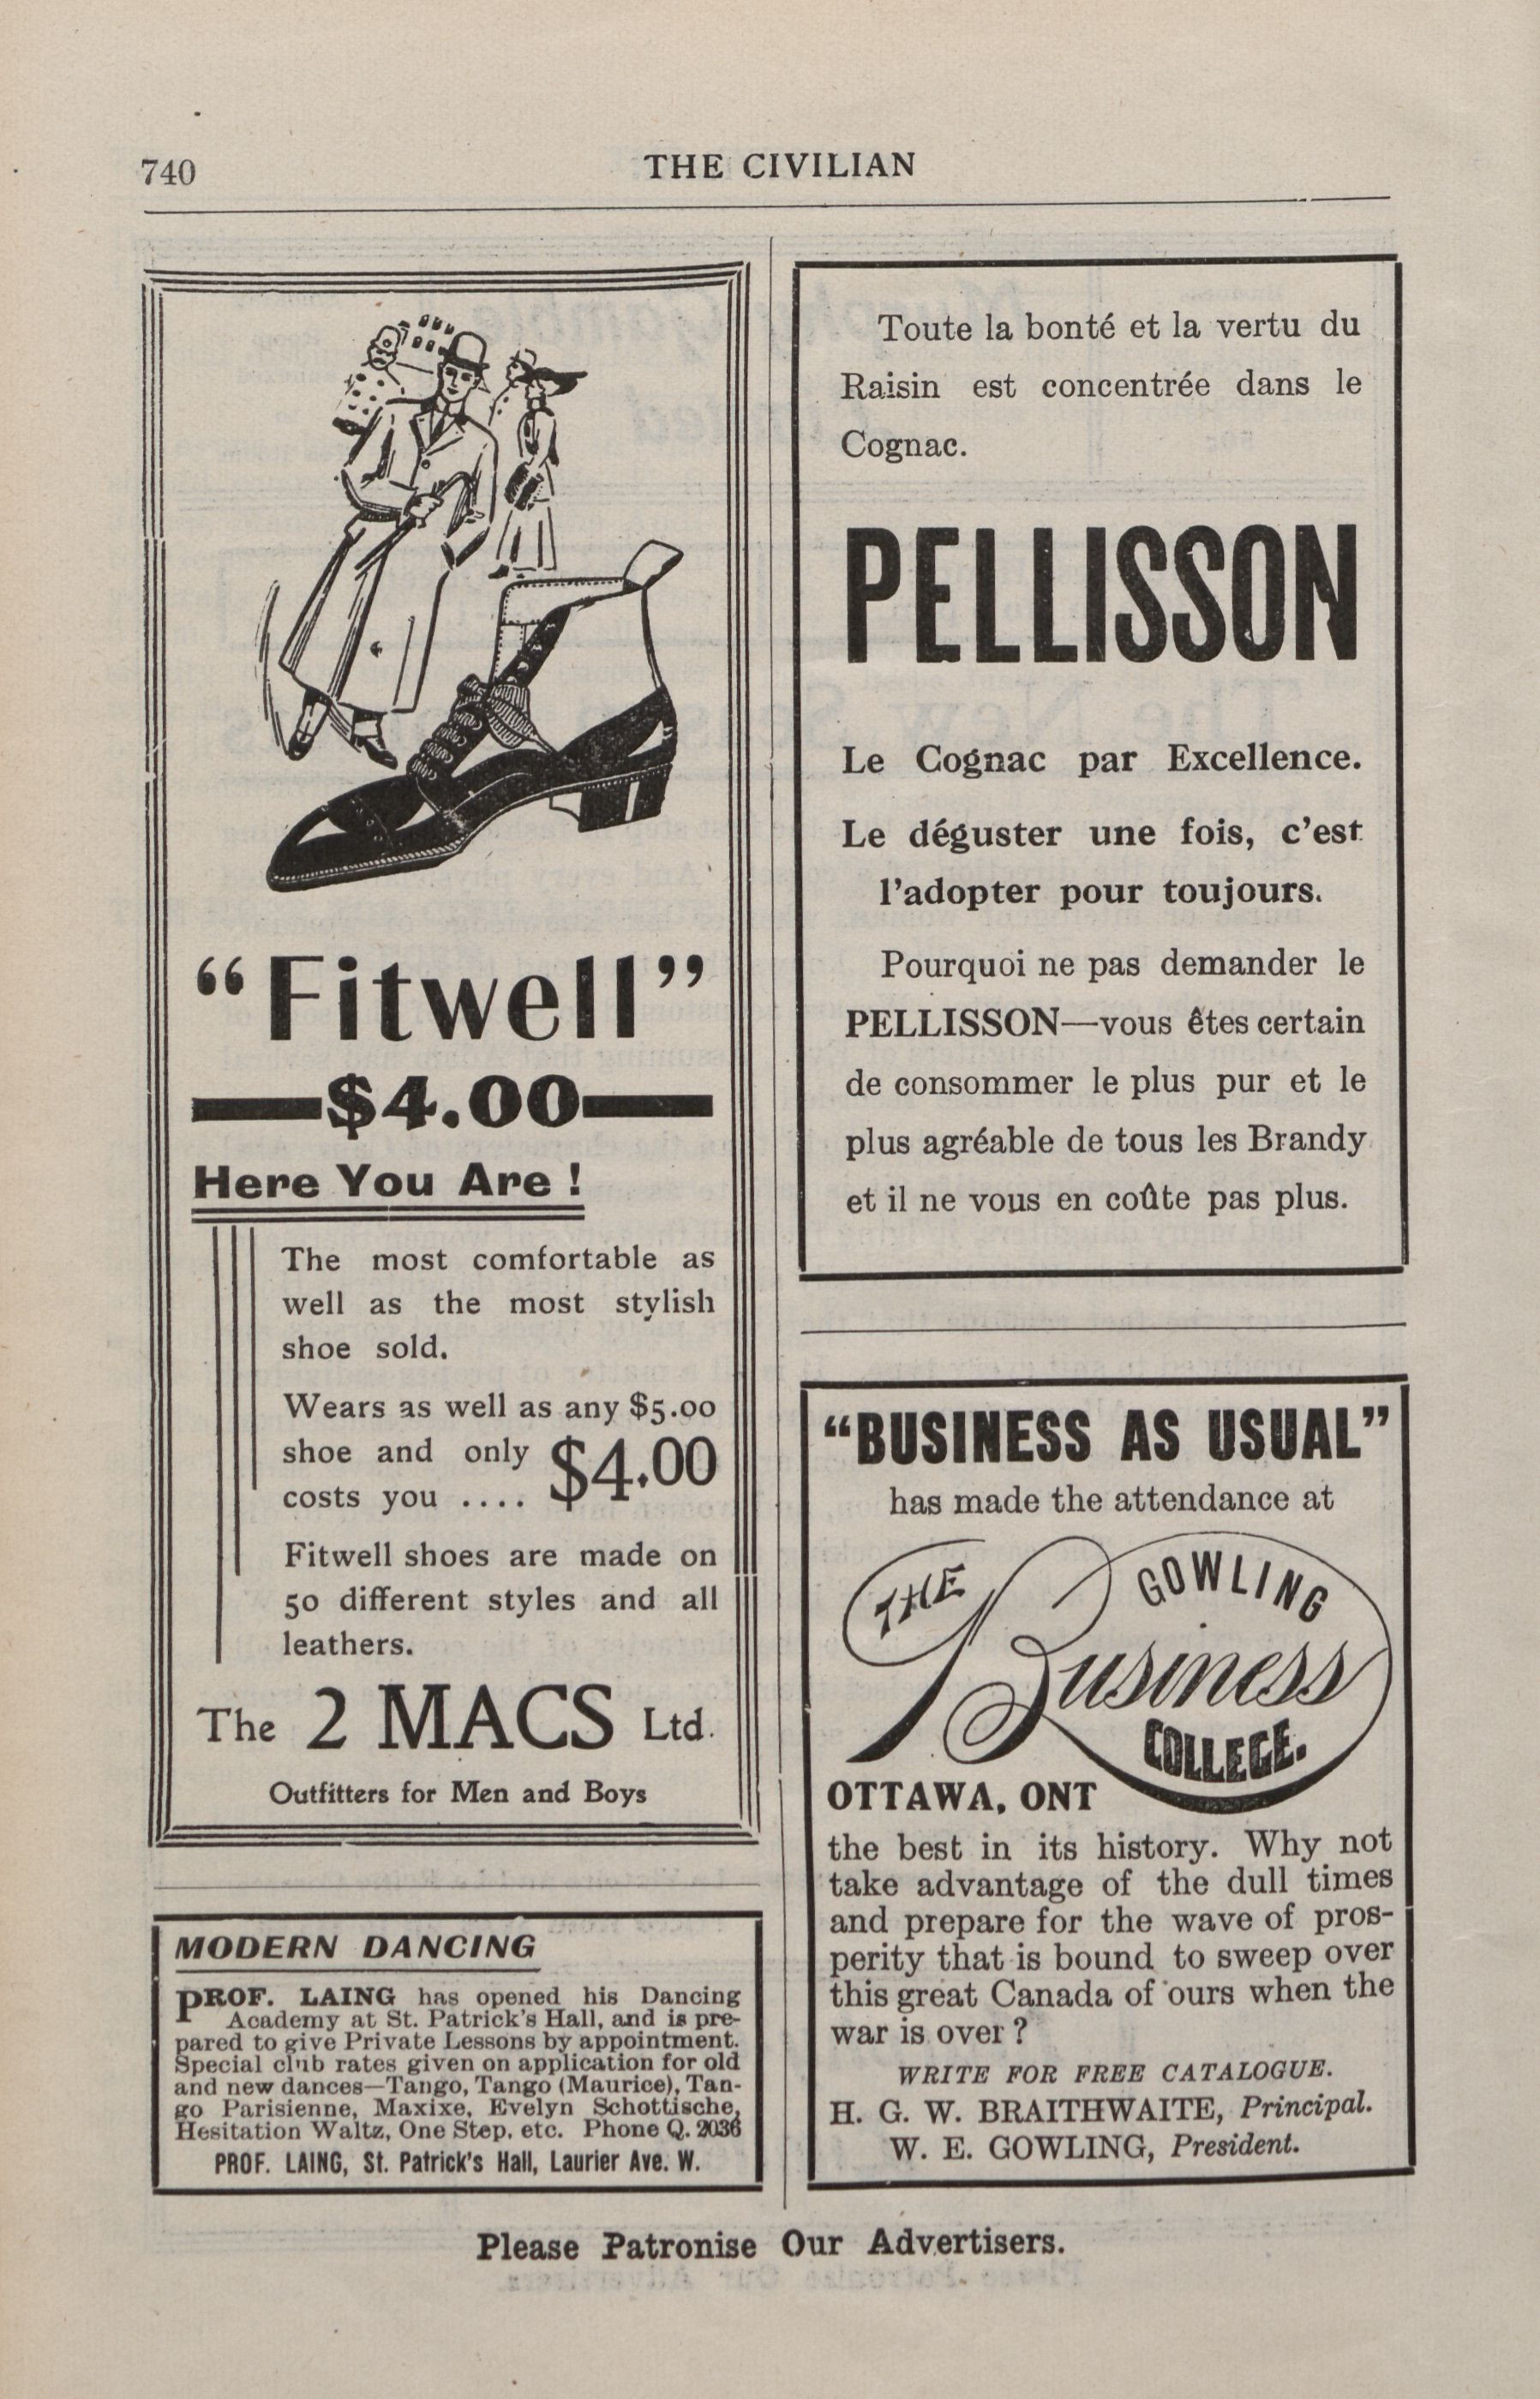 740
THE CIVILIAN
"Fitwell"
$4.00
Here You Are !
The most comfortable as
well as the most stylish
shoe sold.
Wears as well as any $5.00
shoe and only $4.00
costs you ....
Fitwell shoes are made on
50 different styles and all
leathers.
The 2 MACS Ltd.
Outfitters for Men and Boys
MODERN DANCING
PROF. LAING has opened his Dancing
Academy at St. Patrick's Hall, and is pre-
pared to give Private Lessons by appointment.
Special club rates given on application for old
and new dances—Tango, Tango (Maurice), Tan-
go Parisienne, Maxixe, Evelyn Schottische,
Hesitation Waltz, One Step, etc. Phone Q. 2036
PROF. LAING, St. Patrick's Hall, Laurier Ave. W.
Toute la bonté et la vertu du
Raisin est concentrée dans le
Cognac.
PELLISSON
Le Cognac par Excellence.
Le déguster une fois, c'est
l'adopter pour toujours.
Pourquoi ne pas demander le
PELLISSON—vous êtes certain
de consommer le plus pur et le
plus agréable de tous les Brandy
et il ne vous en coûte pas plus.
"BUSINESS AS USUAL"
has made the attendance at
THE GOWLING
Business
COLLEGE.
OTTAWA, ONT
the best in its history. Why not
take advantage of the dull times
and prepare for the wave of pros-
perity that is bound to sweep over
this great Canada of ours when the
war is over ?
WRITE FOR FREE CATALOGUE.
H. G. W. BRAITHWAITE, Principal.
W. E. GOWLING, President.
Please Patronise Our Advertisers.